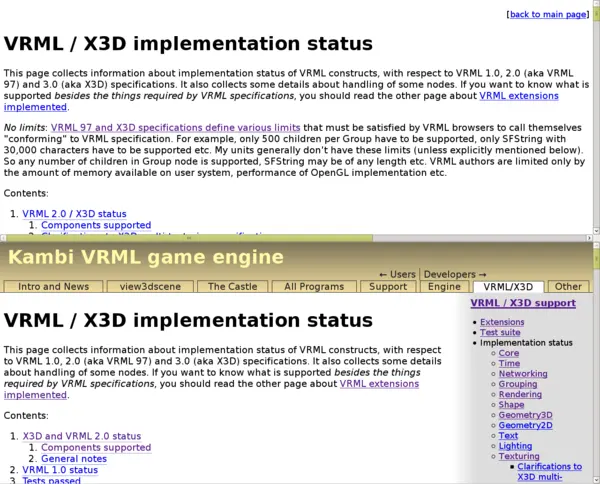 [back to main page]
VRML / X3D implementation status
This page collects information about implementation status of VRML constructs, with respect to VRML 1.0, 2.0 (aka VRML
97) and 3.0 (aka X3D) specifications. It also collects some details about handling of some nodes. If you want to know what is
supported besides the things required by VRML specifications, you should read the other page about VRML extensions
implemented.
No limits: VRML 97 and X3D specifications define various limits that must be satisfied by VRML browsers to call themselves
"conforming" to VRML specification. For example, only 500 children per Group have to be supported, only SFString with
30,000 characters have to be supported etc. My units generally don't have these limits (unless explicitly mentioned below).
So any number of children in Group node is supported, SFString may be of any length etc. VRML authors are limited only by
the amount of memory available on user system, performance of OpenGL implementation etc.
Contents:
1. VRML 2.0 / X3D status
1. Components supported
Kambi VRML game engine
← Users Developers →
Intro and News view3dscene The Castle All Programs Support Engine VRML/X3D Other
VRML / X3D implementation status
This page collects information about implementation status of VRML constructs, with respect
to VRML 1.0, 2.0 (aka VRML 97) and 3.0 (aka X3D) specifications. It also collects some details
about handling of some nodes. If you want to know what is supported besides the things
required by VRML specifications, you should read the other page about VRML extensions
implemented.
Contents:
1. X3D and VRML 2.0 status
1. Components supported
2. General notes
2. VRML 1.0 status
3. Tests passed
VRML / X3D support
Extensions
Test suite
Implementation status
Core
Time
Networking
Grouping
Rendering
Shape
Geometry3D
Geometry2D
Text
Lighting
Texturing
Clarifications to
X3D multi-